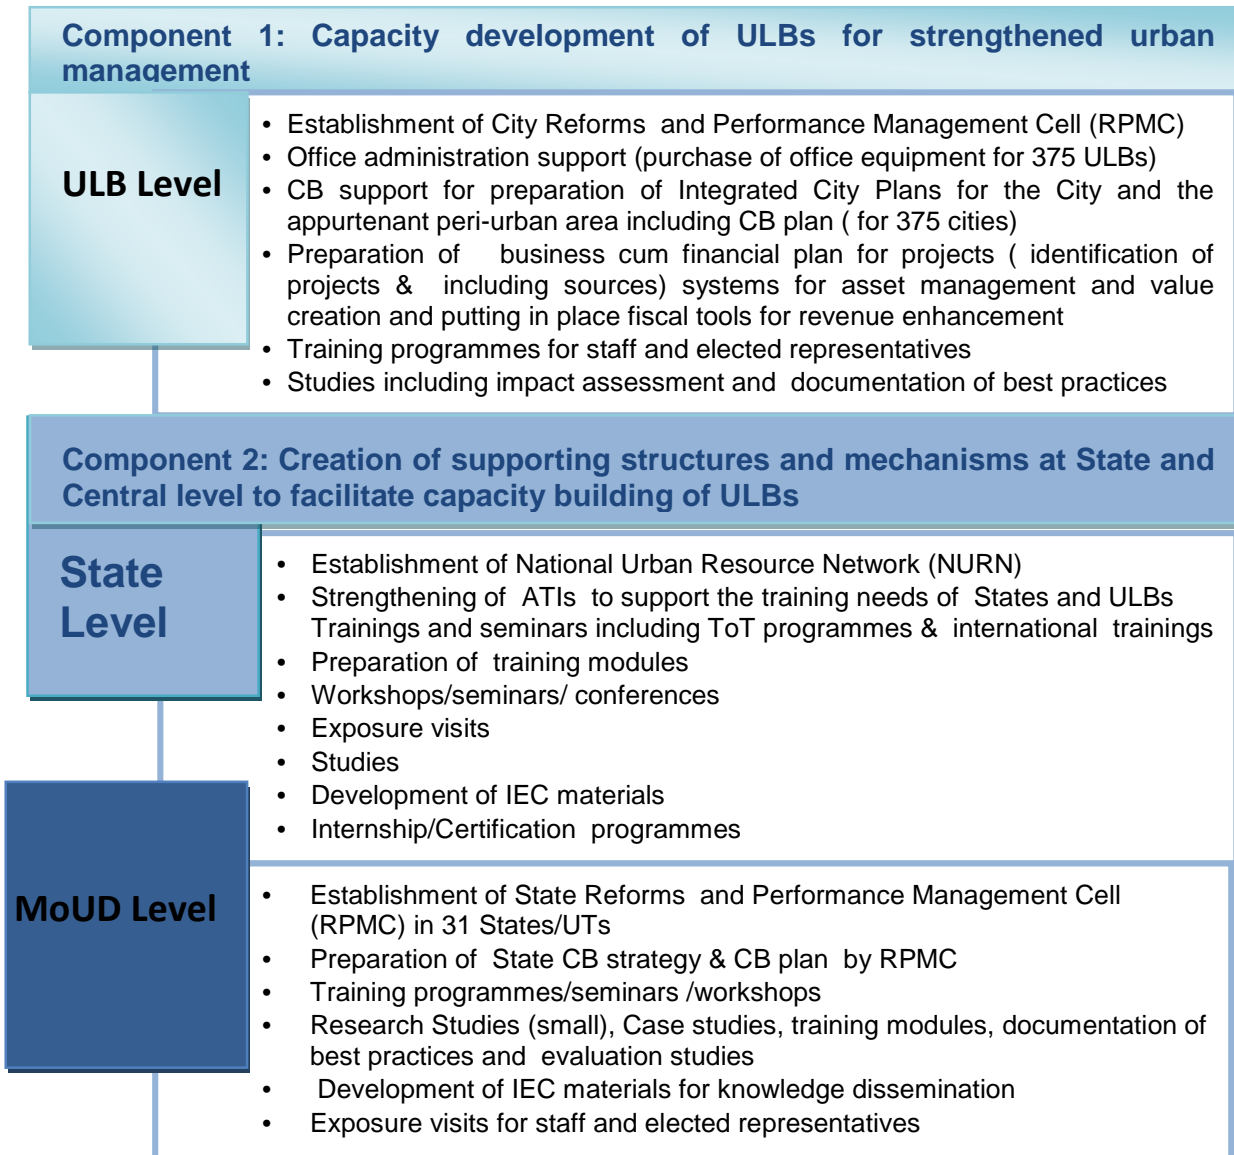 Component 1: Capacity development of ULBs for strengthened urban
management
ULB Level
• Establishment of City Reforms and Performance Management Cell (RPMC)
• Office administration support (purchase of office equipment for 375 ULBs)
• CB support for preparation of Integrated City Plans for the City and the
appurtenant peri-urban area including CB plan ( for 375 cities)
• Preparation of business cum financial plan for projects ( identification of
projects & including sources) systems for asset management and value
creation and putting in place fiscal tools for revenue enhancement
• Training programmes for staff and elected representatives
• Studies including impact assessment and documentation of best practices
Component 2: Creation of supporting structures and mechanisms at State and
Central level to facilitate capacity building of ULBs
State
Level
• Establishment of National Urban Resource Network (NURN)
• Strengthening of ATIs to support the training needs of States and ULBs
Trainings and seminars including ToT programmes & international trainings
• Preparation of training modules
• Workshops/seminars/ conferences
• Exposure visits
• Studies
• Development of IEC materials
• Internship/Certification programmes
MoUD Level
• Establishment of State Reforms and Performance Management Cell
(RPMC) in 31 States/UTs
• Preparation of State CB strategy & CB plan by RPMC
• Training programmes/seminars /workshops
• Research Studies (small), Case studies, training modules, documentation of
best practices and evaluation studies
• Development of IEC materials for knowledge dissemination
• Exposure visits for staff and elected representatives